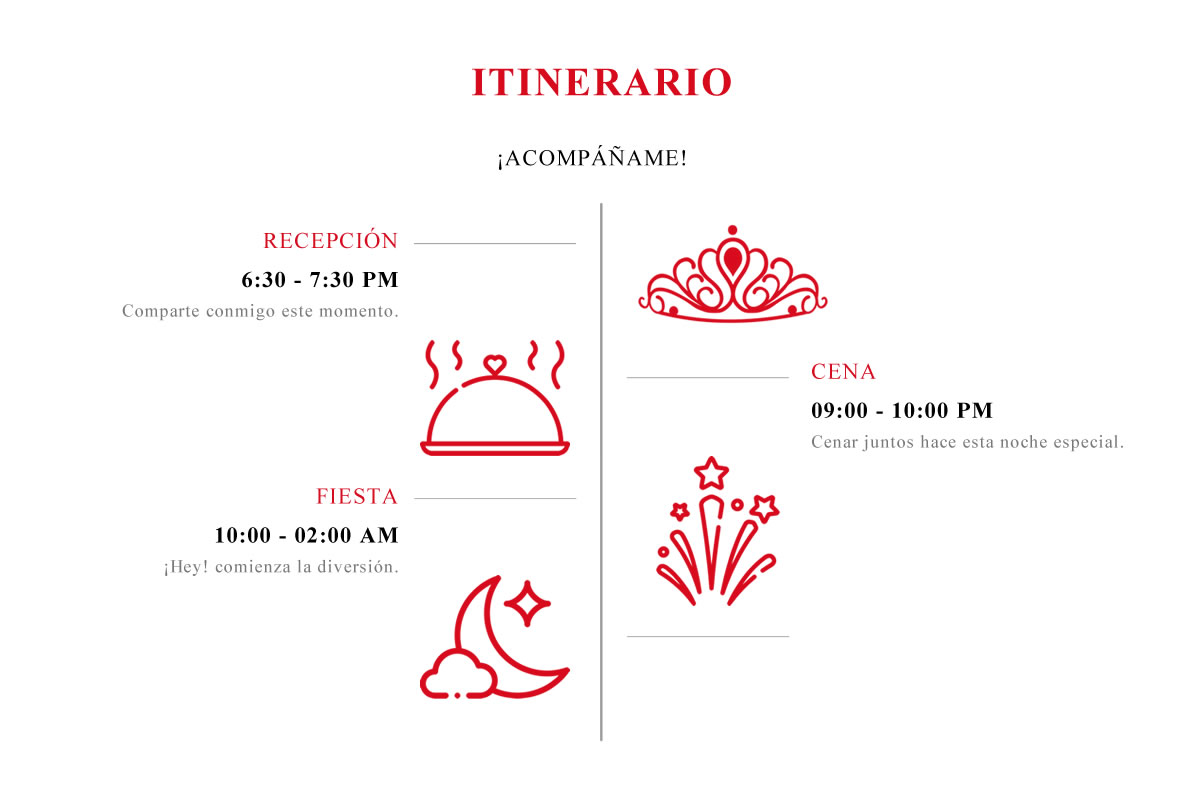 ITINERARIO
¡ACOMPÁÑAME!
RECEPCIÓN
6:30 - 7:30 PM
Comparte conmigo este momento.
CENA
09:00 - 10:00 PM
Cenar juntos hace esta noche especial.
FIESTA
10:00 - 02:00 AM
¡Hey! comienza la diversión.